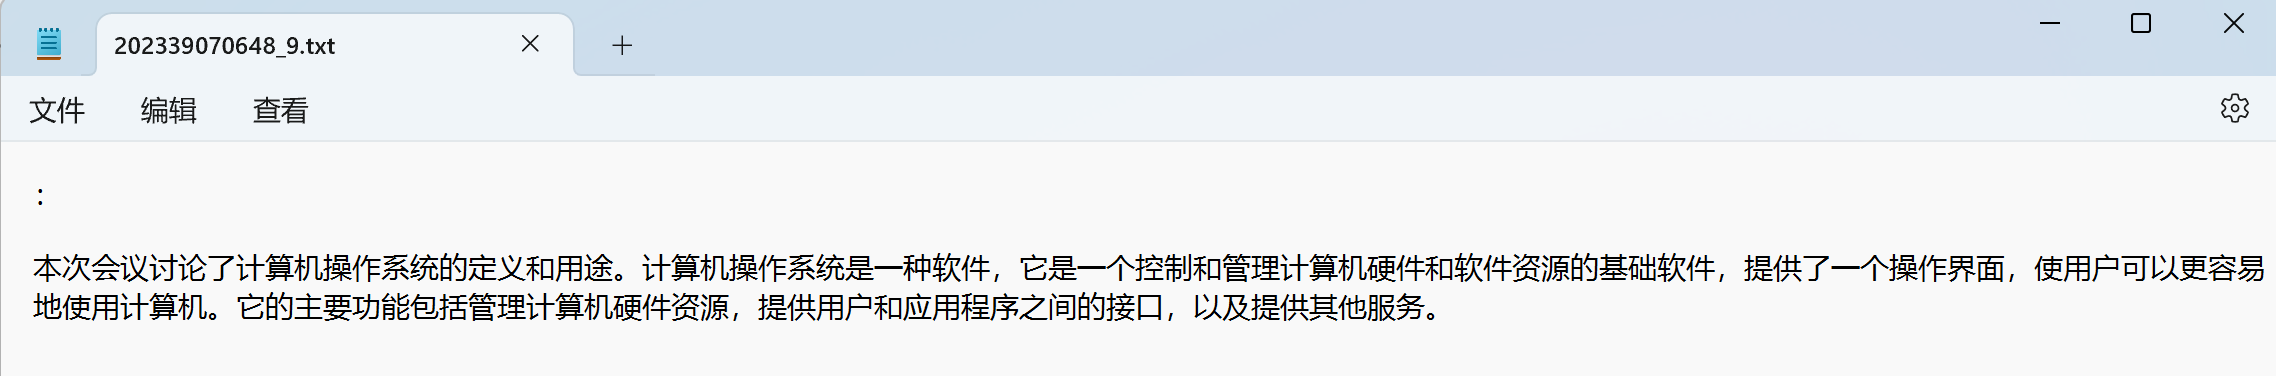 202339070648_9.txt
文件 编辑 查看
:
本次会议讨论了计算机操作系统的定义和用途。计算机操作系统是一种软件，它是一个控制和管理计算机硬件和软件资源的基础软件，提供了一个操作界面，使用户可以更容易
地使用计算机。它的主要功能包括管理计算机硬件资源，提供用户和应用程序之间的接口，以及提供其他服务。